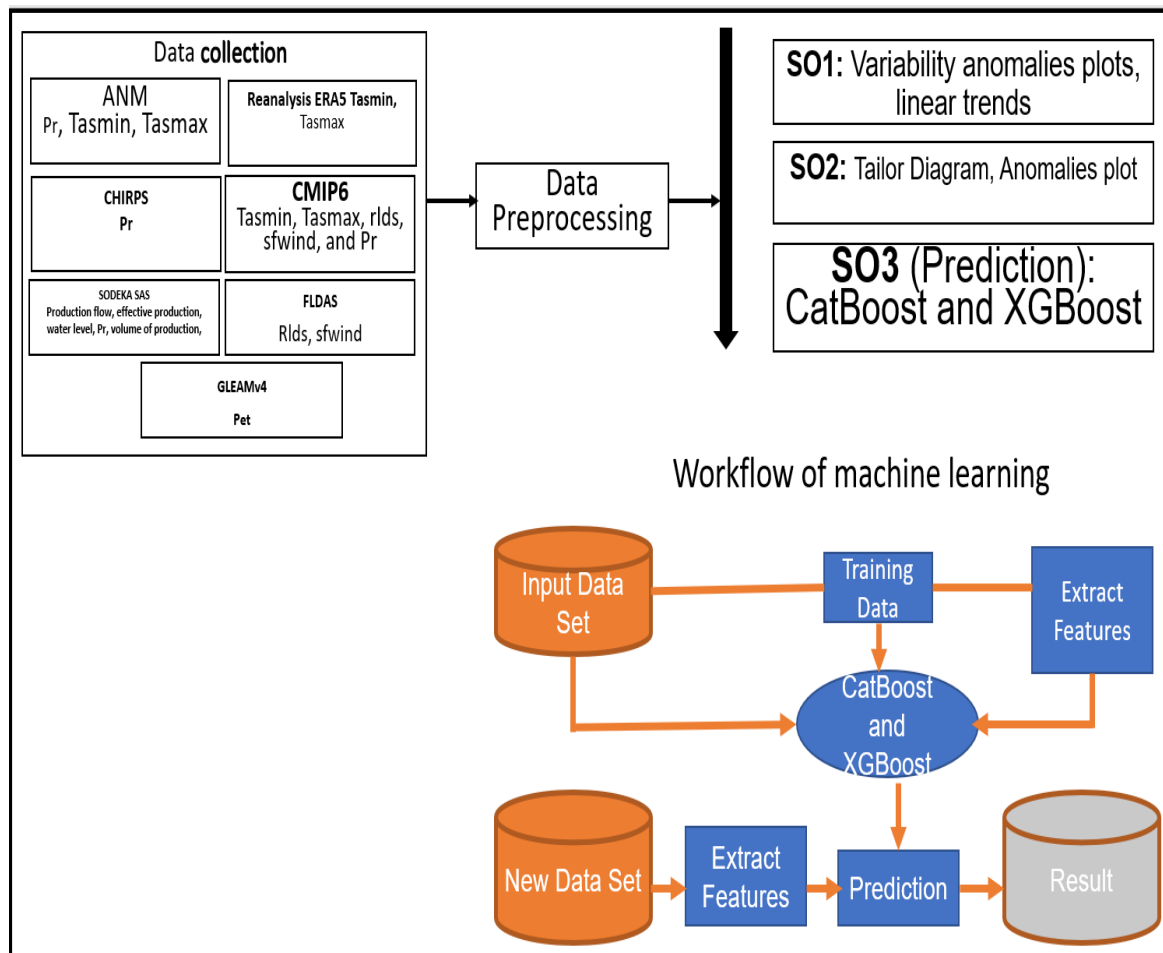 Data collection
ANM
Pr, Tasmin, Tasmax
Reanalysis ERA5 Tasmin,
Tasmax
CHIRPS
Pr
CMIP6
Tasmin, Tasmax, rlds,
sfwind, and Pr
SODEKA SAS
Production flow, effective production,
water level, Pr, volume of production,
FLDAS
Rlds, sfwind
GLEAMv4
Pet
Data
Preprocessing
SO1: Variability anomalies plots,
linear trends
SO2: Tailor Diagram, Anomalies plot
SO3 (Prediction):
CatBoost and XGBoost
Workflow of machine learning
Input Data
Set
Training
Data
Extract
Features
CatBoost
and
XGBoost
New Data Set
Extract
Features
Prediction
Result